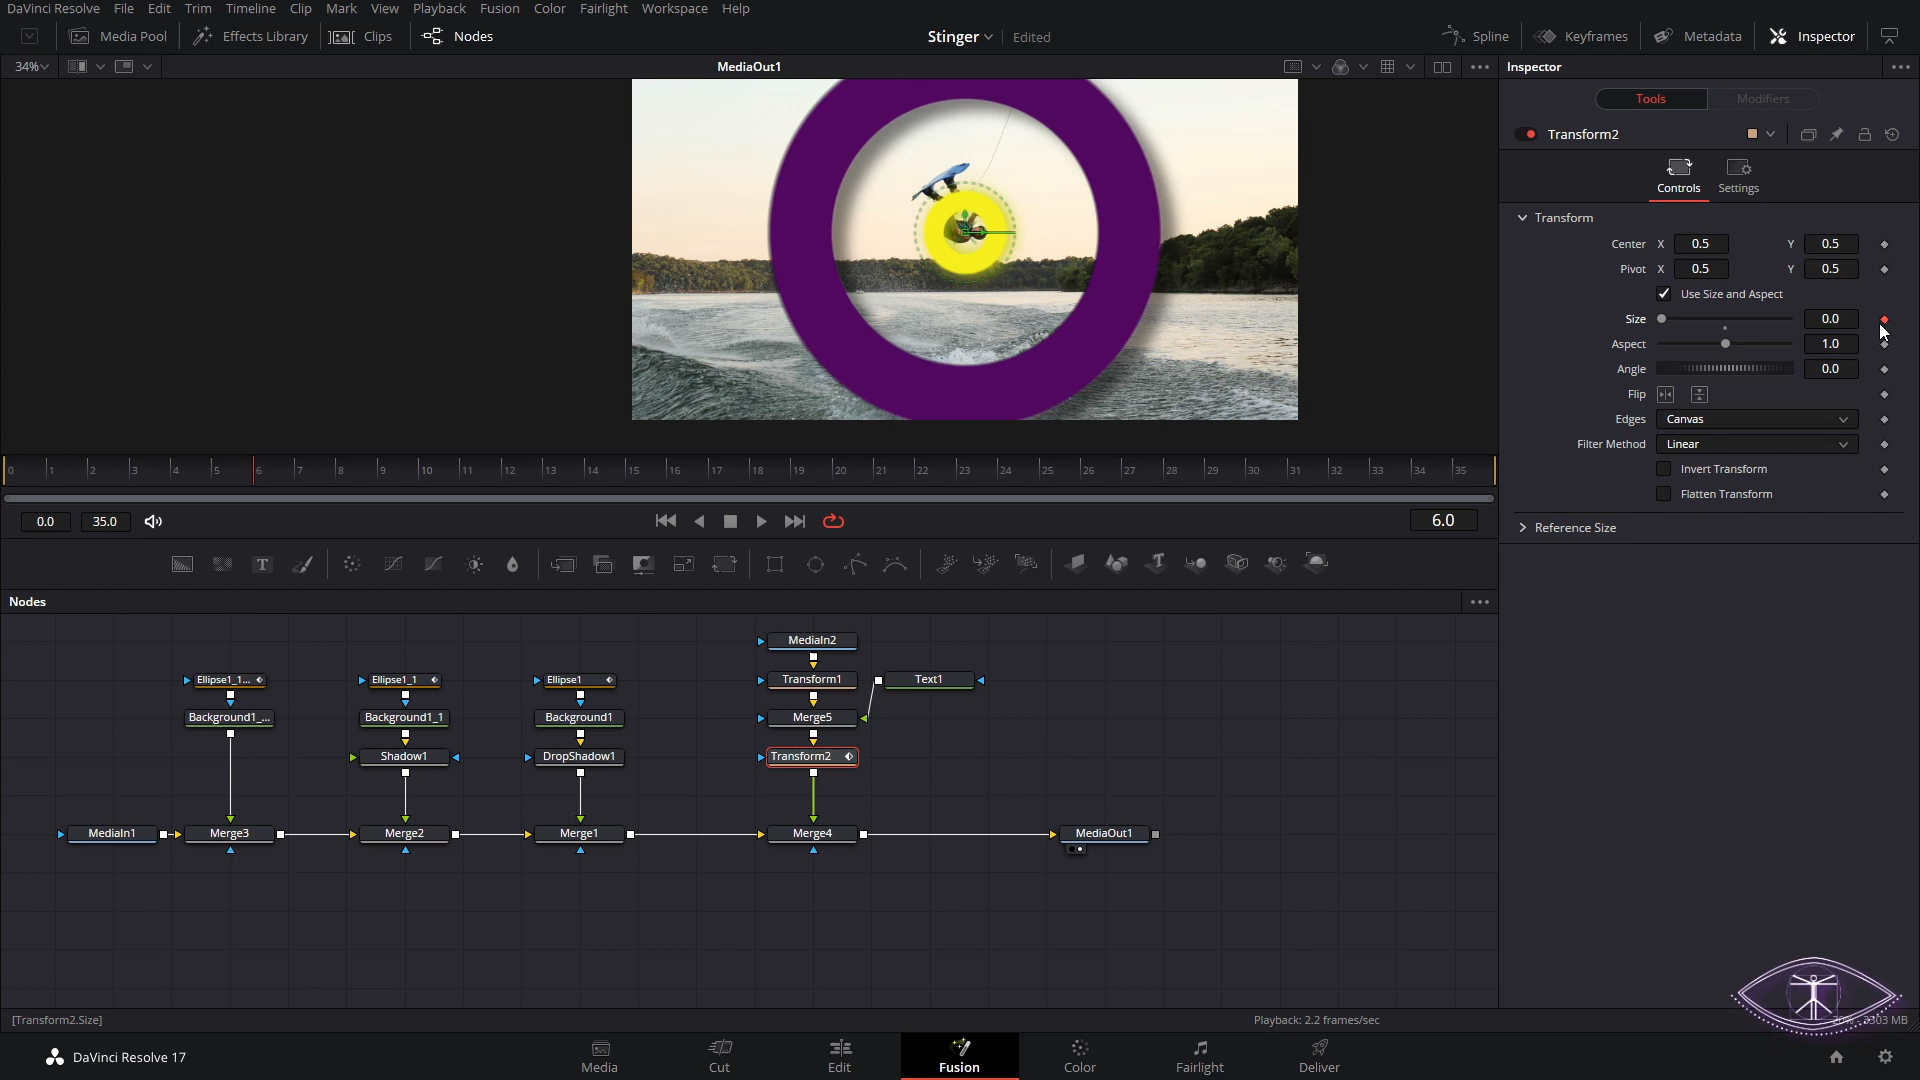 DaVinci Resolve File Edit Trim Timeline Clip Mark View Playback Fusion Color Fairlight Workspace Help
Media Pool Effects Library Clips Nodes Stinger Edited Spline Keyframes Metadata Inspector
34% MediaOut1 Inspector
Tools Modifiers
Transform2
Controls Settings
Transform
Center X 0.5 Y 0.5
Pivot X 0.5 Y 0.5
Use Size and Aspect
Size 0.0
Aspect 1.0
Angle 0.0
Flip
Edges Canvas
Filter Method Linear
Invert Transform
Flatten Transform
Reference Size
0 1 2 3 4 5 6 7 8 9 10 11 12 13 14 15 16 17 18 19 20 21 22 23 24 25 26 27 28 29 30 31 32 33 34 35
0.0 35.0 6.0
Nodes
MediaIn2
Ellipse1_1... Ellipse1_1 Ellipse1 Transform1 Text1
Background1_... Background1_1 Background1 Merge5
Shadow1 DropShadow1 Transform2
MediaIn1 Merge3 Merge2 Merge1 Merge4 MediaOut1
[Transform2.Size] Playback: 2.2 frames/sec 3303 MB
DaVinci Resolve 17 Media Cut Edit Fusion Color Fairlight Deliver